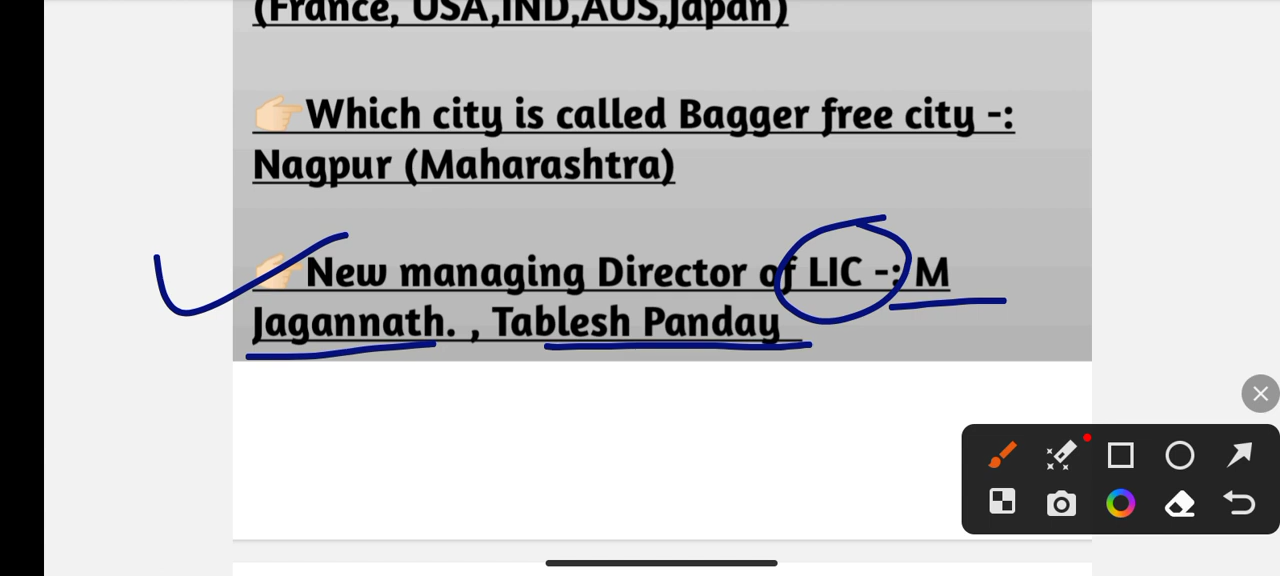 (France, USA,IND,AUS,Japan)
👉🏻Which city is called Bagger free city -:
Nagpur (Maharashtra)
👉🏻New managing Director of LIC -: M
Jagannath. , Tablesh Panday